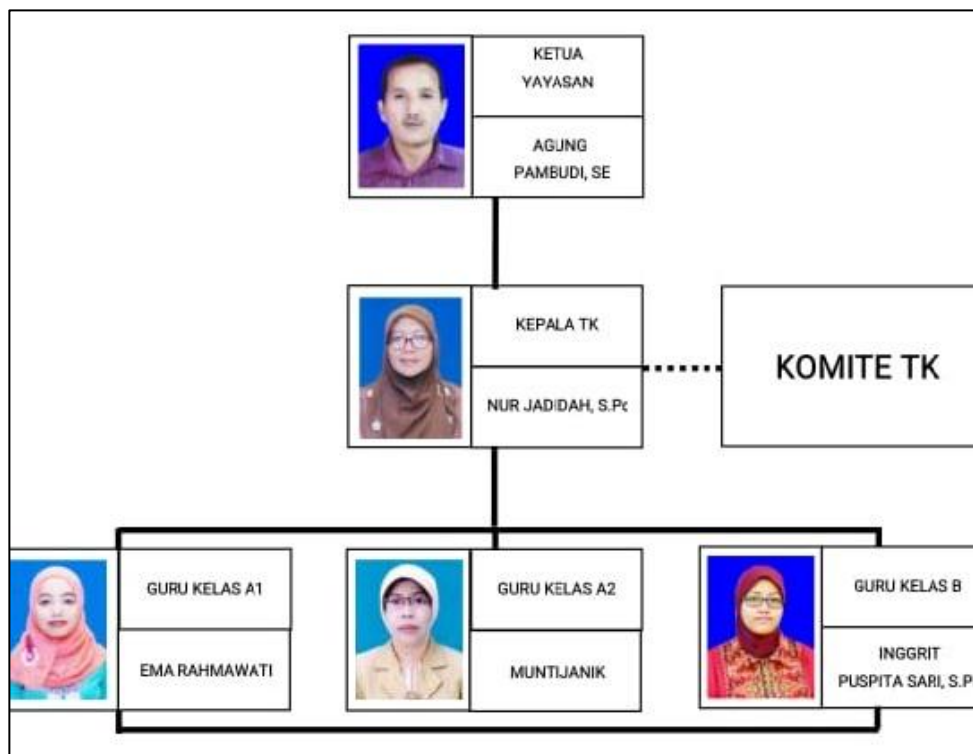 KETUA
YAYASAN
AGUNG
PAMBUDI, SE
KEPALA TK
NUR JADIDAH, S.Pd
KOMITE TK
GURU KELAS A1
EMA RAHMAWATI
GURU KELAS A2
MUNTIJANIK
GURU KELAS B
INGGRIT
PUSPITA SARI, S.P